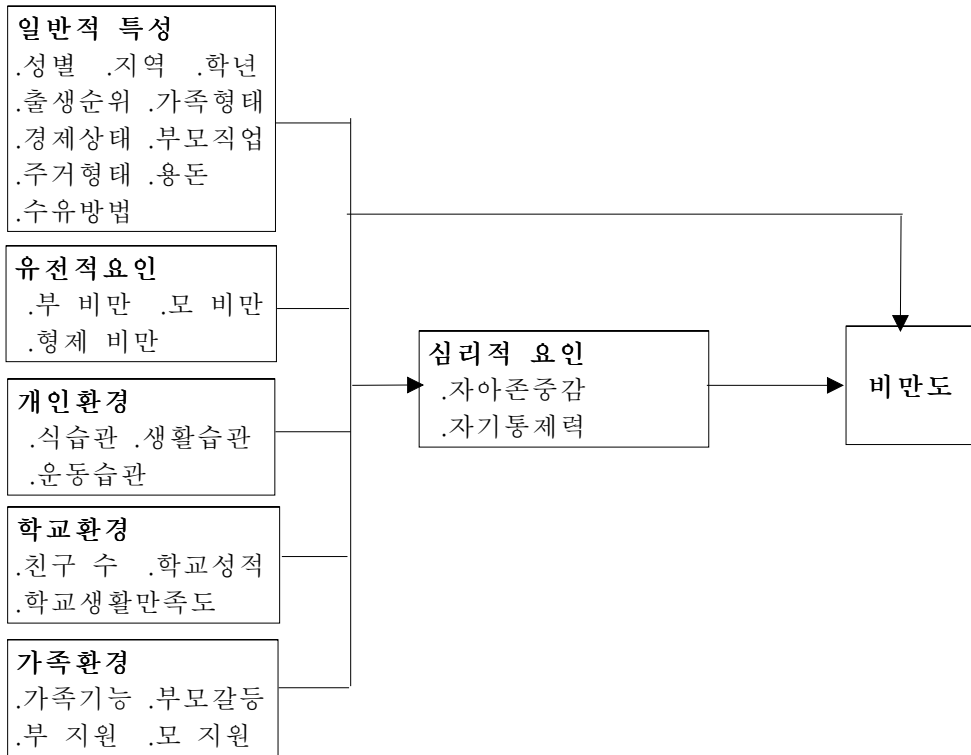 일반적 특성
.성별 .지역 .학년
.출생순위 .가족형태
.경제상태 .부모직업
.주거형태 .용돈
.수유방법
유전적요인
.부 비만 .모 비만
.형제 비만
개인환경
.식습관 .생활습관
.운동습관
학교환경
.친구 수 .학교성적
.학교생활만족도
가족환경
.가족기능 .부모갈등
.부 지원 .모 지원
심리적 요인
.자아존중감
.자기통제력
비만도